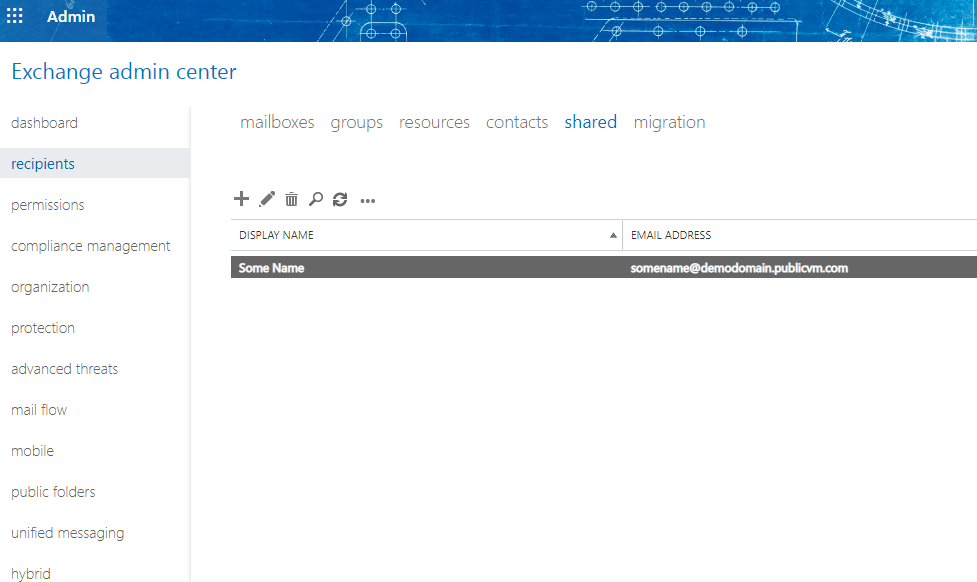 Admin
Exchange admin center
dashboard
recipients
permissions
compliance management
organization
protection
advanced threats
mail flow
mobile
public folders
unified messaging
hybrid
mailboxes groups resources contacts shared migration
DISPLAY NAME EMAIL ADDRESS
Some Name somename@demodomain.publicvm.com